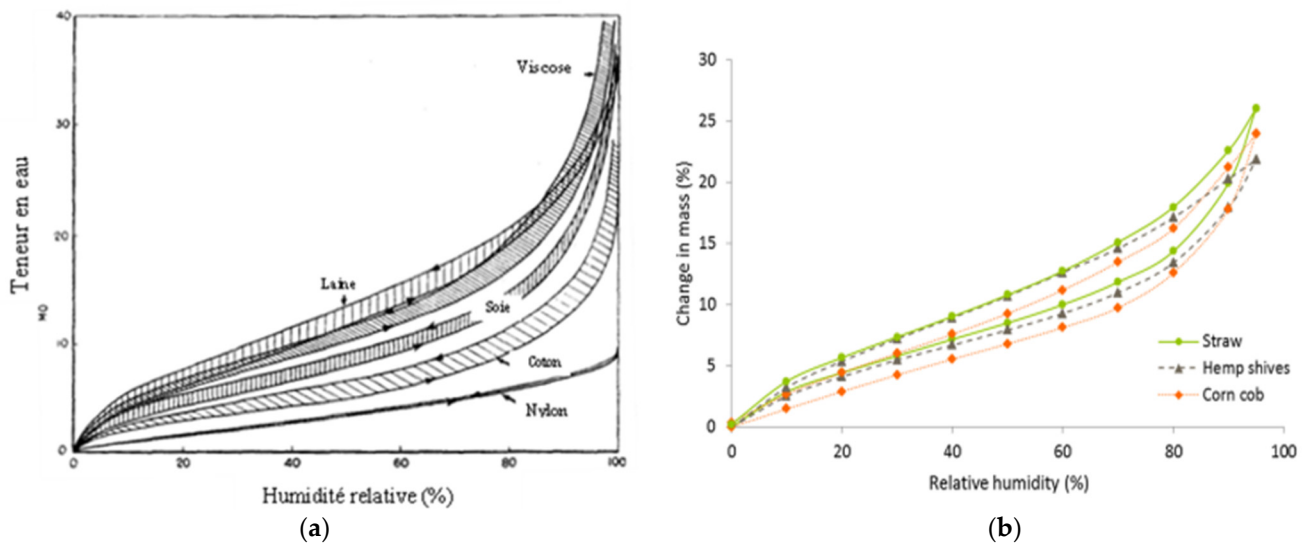 40
30
20
10
0
0
20
40
60
80
100
Teneur en eau
MO
Viscose
Laine
Soie
Coton
Nylon
Humidité relative (%)
(a)
30
25
20
15
10
5
0
0
20
40
60
80
100
Change in mass (%)
Straw
Hemp shives
Corn cob
Relative humidity (%)
(b)